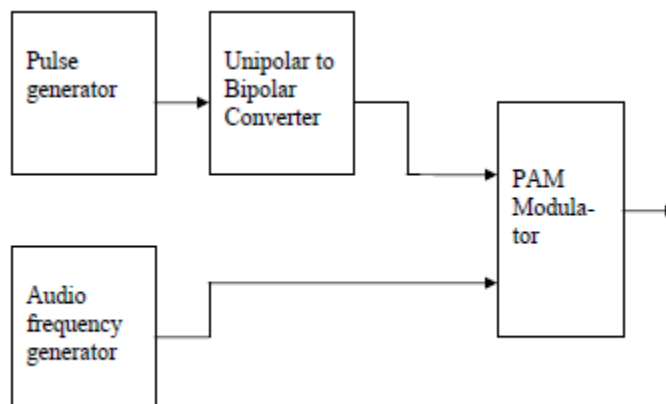 Pulse
generator
Unipolar to
Bipolar
Converter
PAM
Modula-
tor
Audio
frequency
generator